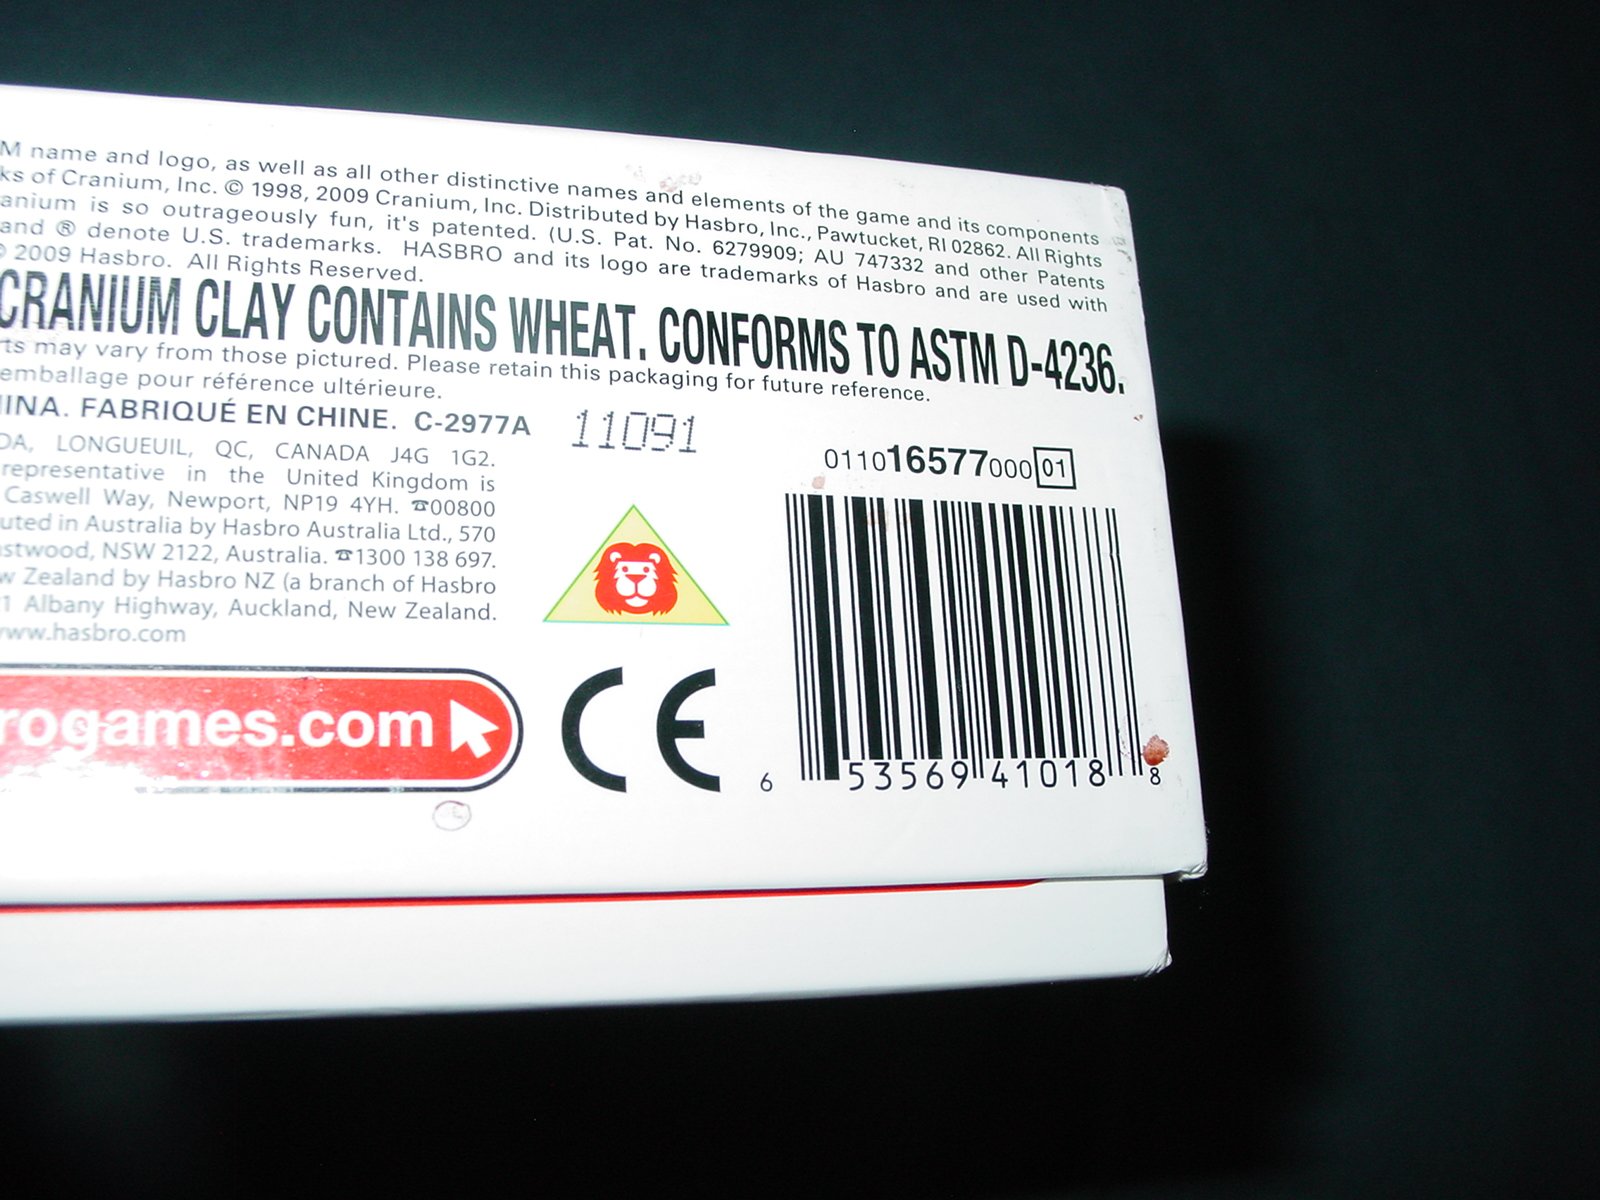 M name and logo, as well as all other distinctive names and elements of the game and its components
ks of Cranium, Inc. © 1998, 2009 Cranium, Inc. Distributed by Hasbro, Inc., Pawtucket, RI 02862. All Rights
anium is so outrageously fun, it's patented. (U.S. Pat. No. 6279909; AU 747332 and other Patents
and ® denote U.S. trademarks. HASBRO and its logo are trademarks of Hasbro and are used with
© 2009 Hasbro. All Rights Reserved.
CRANIUM CLAY CONTAINS WHEAT. CONFORMS TO ASTM D-4236.
rts may vary from those pictured. Please retain this packaging for future reference.
emballage pour référence ultérieure.
HINA. FABRIQUÉ EN CHINE. C-2977A
11091
DA, LONGUEUIL, QC, CANADA J4G 1G2.
representative in the United Kingdom is
Caswell Way, Newport, NP19 4YH. ☎00800
uted in Australia by Hasbro Australia Ltd., 570
stwood, NSW 2122, Australia. ☎1300 138 697.
w Zealand by Hasbro NZ (a branch of Hasbro
1 Albany Highway, Auckland, New Zealand.
www.hasbro.com
rogames.com
CE
011016577000 01
6 53569 41018 8